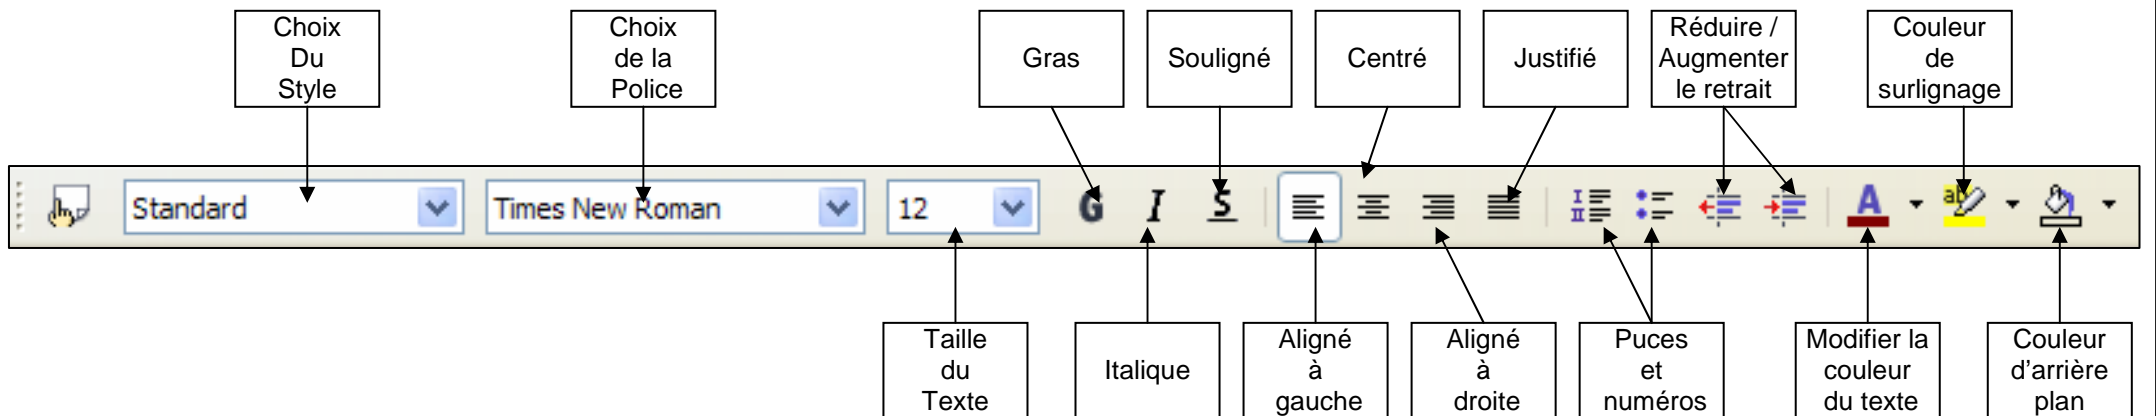 Choix
Du
Style
Choix
de la
Police
Gras
Souligné
Centré
Justifié
Réduire /
Augmenter
le retrait
Couleur
de
surlignage
Standard
Times New Roman
12
G
I
S
I
II
A
ab
Taille
du
Texte
Italique
Aligné
à
gauche
Aligné
à
droite
Puces
et
numéros
Modifier la
couleur
du texte
Couleur
d'arrière
plan